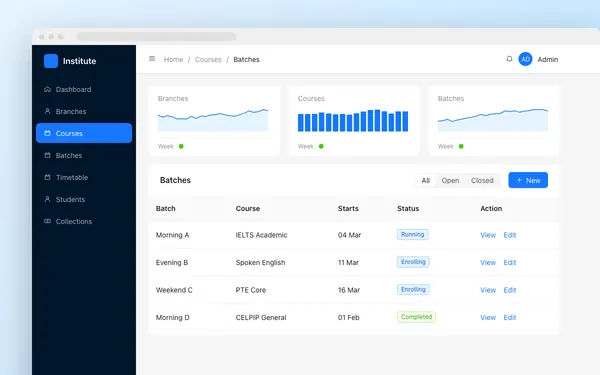 Institute
Home / Courses / Batches
AD Admin
Dashboard
Branches
Courses
Batches
Timetable
Students
Collections
Branches
Week
Courses
Week
Batches
Week
Batches
All Open Closed + New
Batch Course Starts Status Action
Morning A IELTS Academic 04 Mar Running View Edit
Evening B Spoken English 11 Mar Enrolling View Edit
Weekend C PTE Core 16 Mar Enrolling View Edit
Morning D CELPIP General 01 Feb Completed View Edit